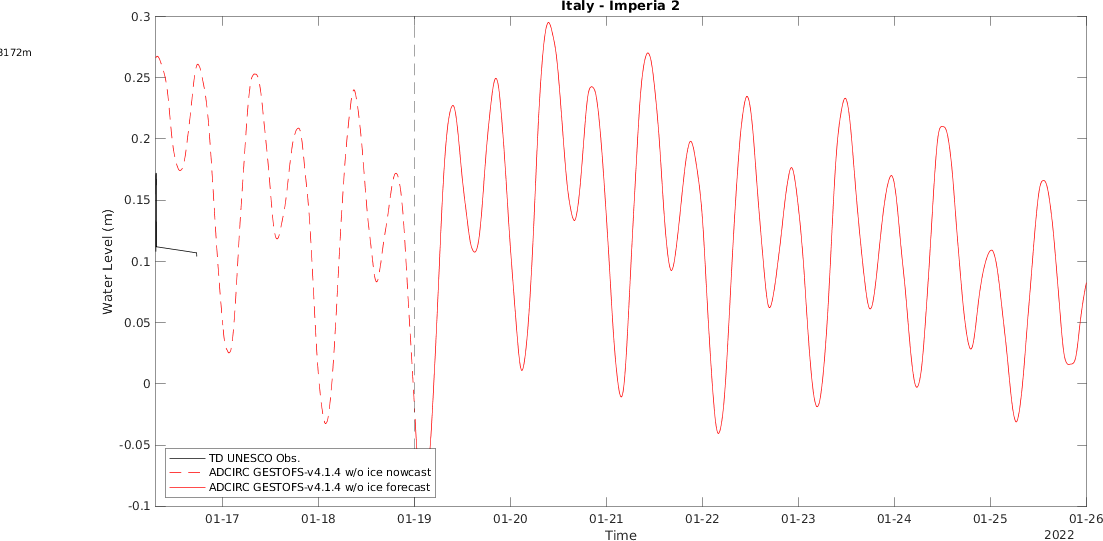 Italy - Imperia 2
3172m
0.3
0.25
0.2
0.15
0.1
0.05
0
-0.05
-0.1
Water Level (m)
TD UNESCO Obs.
ADCIRC GESTOFS-v4.1.4 w/o ice nowcast
ADCIRC GESTOFS-v4.1.4 w/o ice forecast
01-17 01-18 01-19 01-20 01-21 01-22 01-23 01-24 01-25 01-26
Time
2022